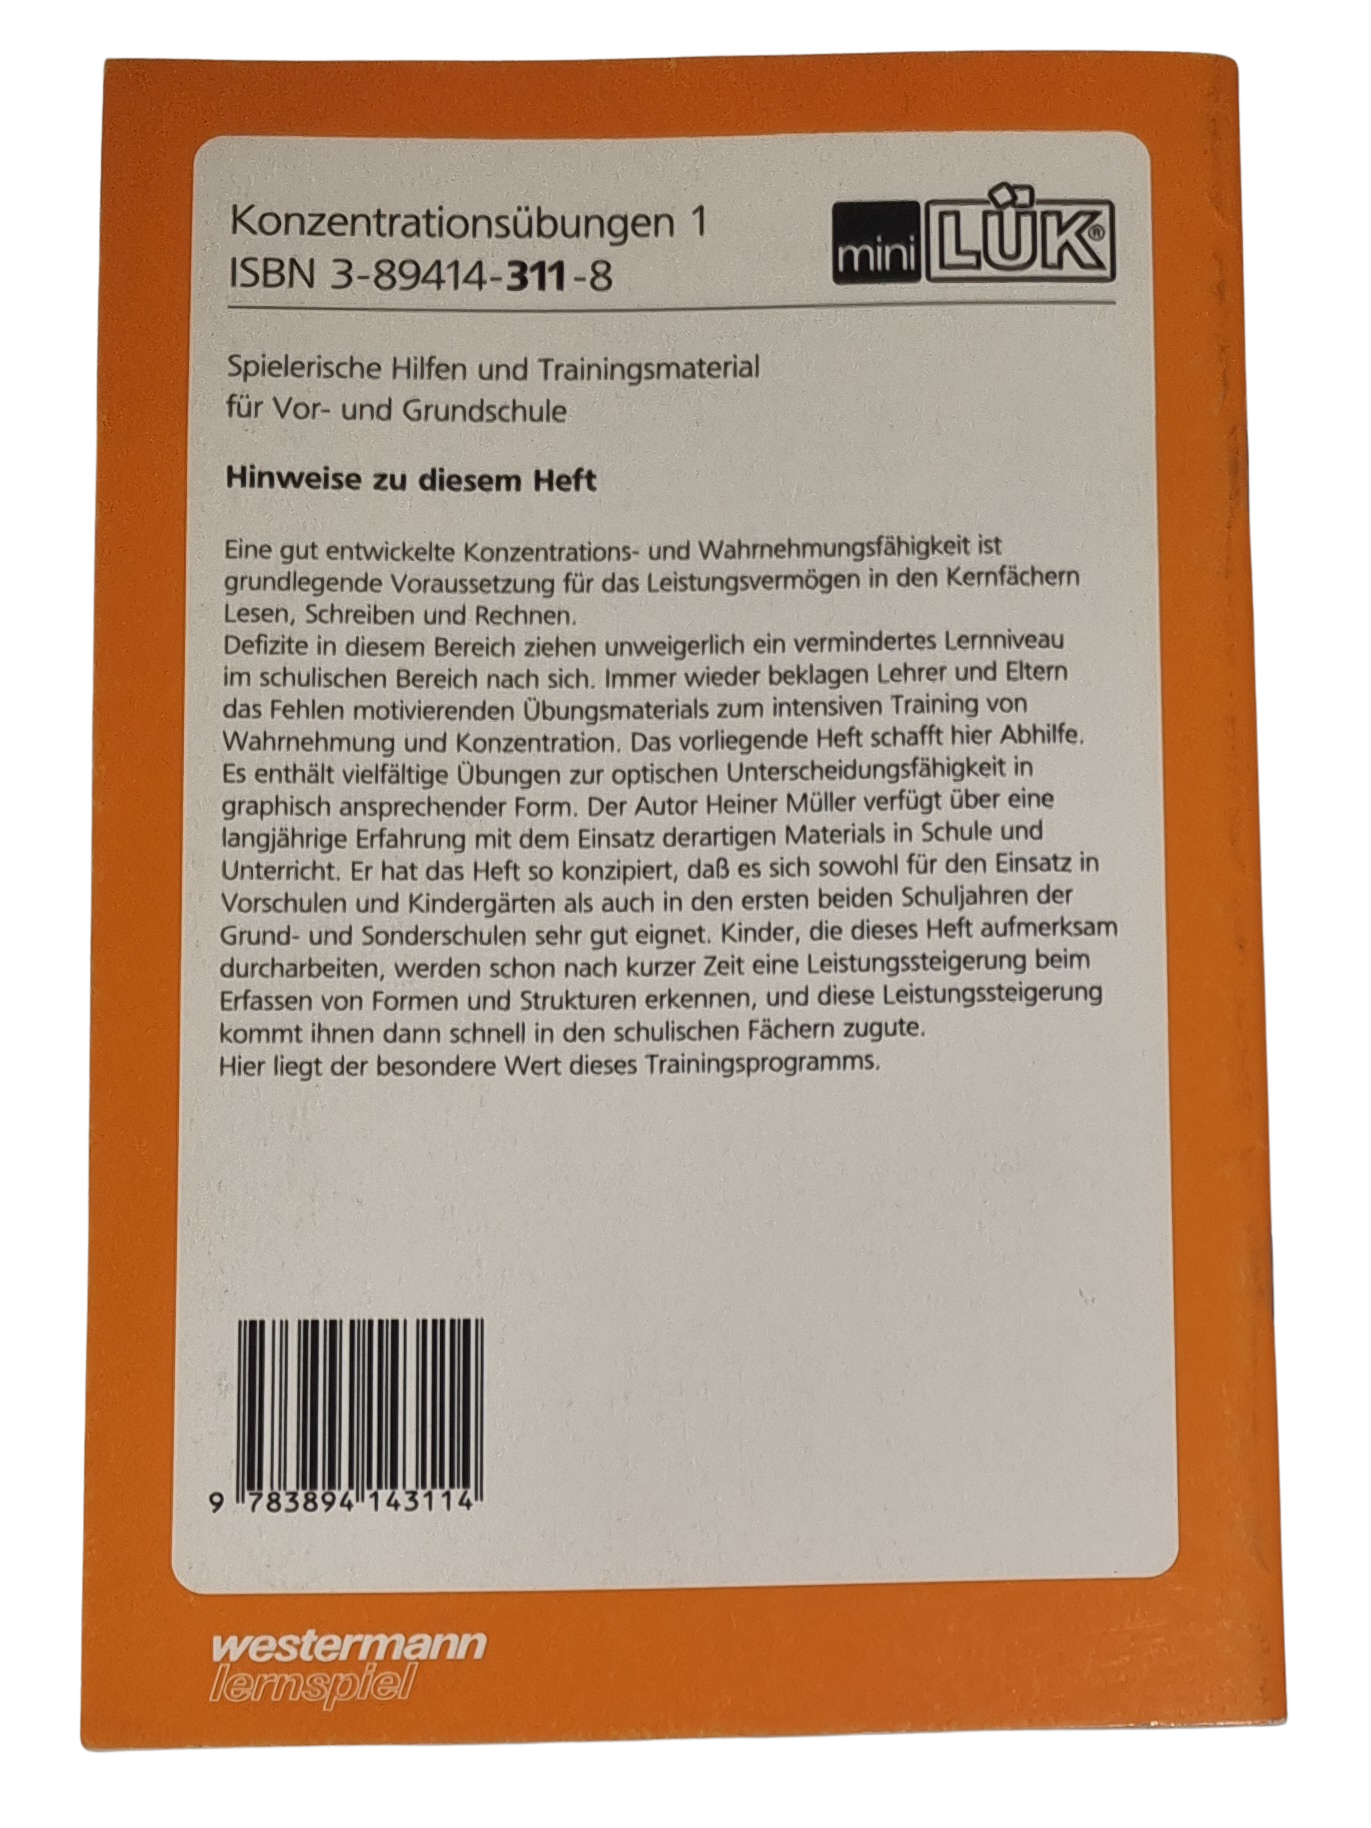 Konzentrationsübungen 1
ISBN 3-89414-311-8
mini LÜK®
Spielerische Hilfen und Trainingsmaterial
für Vor- und Grundschule
Hinweise zu diesem Heft
Eine gut entwickelte Konzentrations- und Wahrnehmungsfähigkeit ist
grundlegende Voraussetzung für das Leistungsvermögen in den Kernfächern
Lesen, Schreiben und Rechnen.
Defizite in diesem Bereich ziehen unweigerlich ein vermindertes Lernniveau
im schulischen Bereich nach sich. Immer wieder beklagen Lehrer und Eltern
das Fehlen motivierenden Übungsmaterials zum intensiven Training von
Wahrnehmung und Konzentration. Das vorliegende Heft schafft hier Abhilfe.
Es enthält vielfältige Übungen zur optischen Unterscheidungsfähigkeit in
graphisch ansprechender Form. Der Autor Heiner Müller verfügt über eine
langjährige Erfahrung mit dem Einsatz derartigen Materials in Schule und
Unterricht. Er hat das Heft so konzipiert, daß es sich sowohl für den Einsatz in
Vorschulen und Kindergärten als auch in den ersten beiden Schuljahren der
Grund- und Sonderschulen sehr gut eignet. Kinder, die dieses Heft aufmerksam
durcharbeiten, werden schon nach kurzer Zeit eine Leistungssteigerung beim
Erfassen von Formen und Strukturen erkennen, und diese Leistungssteigerung
kommt ihnen dann schnell in den schulischen Fächern zugute.
Hier liegt der besondere Wert dieses Trainingsprogramms.
9 783894 143114
westermann
lernspiel